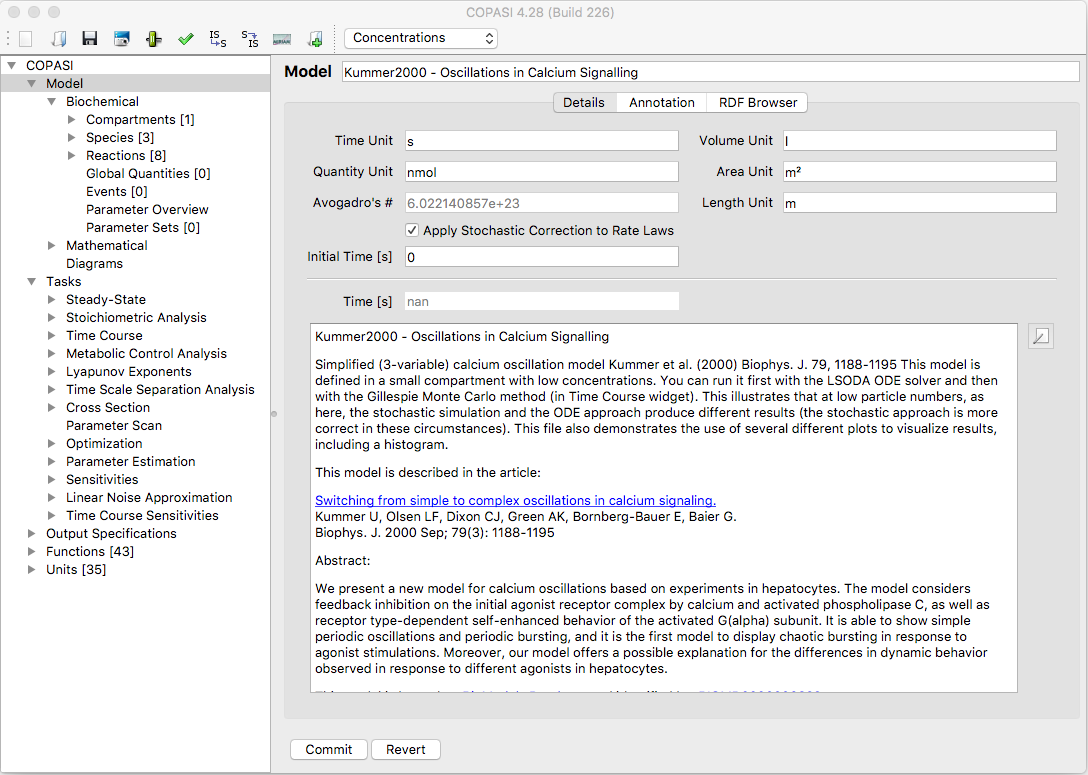 COPASI 4.28 (Build 226)
IS
S
S
IS
MIRIAM
Concentrations
COPASI
Model
Biochemical
Compartments [1]
Species [3]
Reactions [8]
Global Quantities [0]
Events [0]
Parameter Overview
Parameter Sets [0]
Mathematical
Diagrams
Tasks
Steady-State
Stoichiometric Analysis
Time Course
Metabolic Control Analysis
Lyapunov Exponents
Time Scale Separation Analysis
Cross Section
Parameter Scan
Optimization
Parameter Estimation
Sensitivities
Linear Noise Approximation
Time Course Sensitivities
Output Specifications
Functions [43]
Units [35]
Model Kummer2000 - Oscillations in Calcium Signalling
Details Annotation RDF Browser
Time Unit s Volume Unit l
Quantity Unit nmol Area Unit m²
Avogadro's # 6.022140857e+23 Length Unit m
Apply Stochastic Correction to Rate Laws
Initial Time [s] 0
Time [s] nan
Kummer2000 - Oscillations in Calcium Signalling
Simplified (3-variable) calcium oscillation model Kummer et al. (2000) Biophys. J. 79, 1188-1195 This model is
defined in a small compartment with low concentrations. You can run it first with the LSODA ODE solver and then
with the Gillespie Monte Carlo method (in Time Course widget). This illustrates that at low particle numbers, as
here, the stochastic simulation and the ODE approach produce different results (the stochastic approach is more
correct in these circumstances). This file also demonstrates the use of several different plots to visualize results,
including a histogram.
This model is described in the article:
Switching from simple to complex oscillations in calcium signaling.
Kummer U, Olsen LF, Dixon CJ, Green AK, Bornberg-Bauer E, Baier G.
Biophys. J. 2000 Sep; 79(3): 1188-1195
Abstract:
We present a new model for calcium oscillations based on experiments in hepatocytes. The model considers
feedback inhibition on the initial agonist receptor complex by calcium and activated phospholipase C, as well as
receptor type-dependent self-enhanced behavior of the activated G(alpha) subunit. It is able to show simple
periodic oscillations and periodic bursting, and it is the first model to display chaotic bursting in response to
agonist stimulations. Moreover, our model offers a possible explanation for the differences in dynamic behavior
observed in response to different agonists in hepatocytes.
Commit Revert